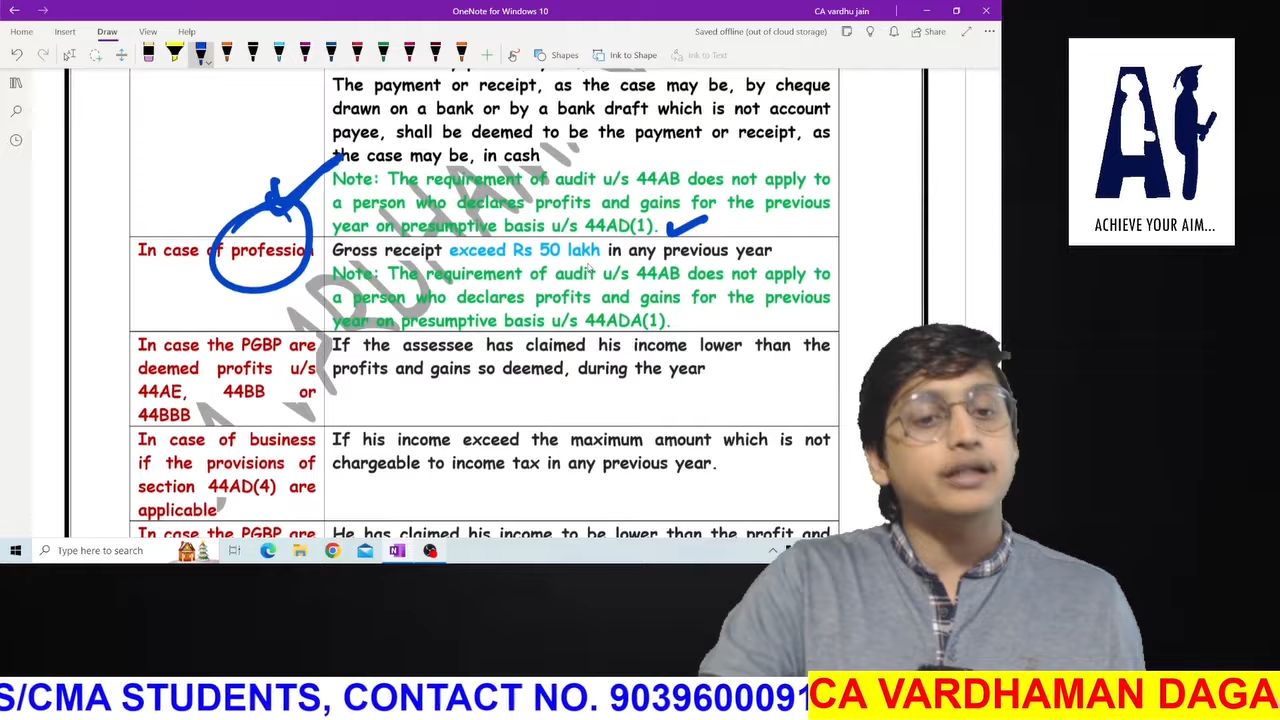 OneNote for Windows 10
CA vardhu jain
Home
Insert
Draw
View
Help
Saved offline (out of cloud storage)
Share
Shapes
Ink to Shape
Ink to Text
The payment or receipt, as the case may be, by cheque
drawn on a bank or by a bank draft which is not account
payee, shall be deemed to be the payment or receipt, as
the case may be, in cash
Note: The requirement of audit u/s 44AB does not apply to
a person who declares profits and gains for the previous
year on presumptive basis u/s 44AD(1).
In case of profession
Gross receipt exceed Rs 50 lakh in any previous year
Note: The requirement of audit u/s 44AB does not apply to
a person who declares profits and gains for the previous
year on presumptive basis u/s 44ADA(1).
In case the PGBP are
deemed profits u/s
44AE, 44BB or
44BBB
If the assessee has claimed his income lower than the
profits and gains so deemed, during the year
In case of business
if the provisions of
section 44AD(4) are
applicable
If his income exceed the maximum amount which is not
chargeable to income tax in any previous year.
In case the PGBP are
He has claimed his income to be lower than the profit and
Type here to search
ACHIEVE YOUR AIM...
S/CMA STUDENTS, CONTACT NO. 9039600091
CA VARDHAMAN DAGA